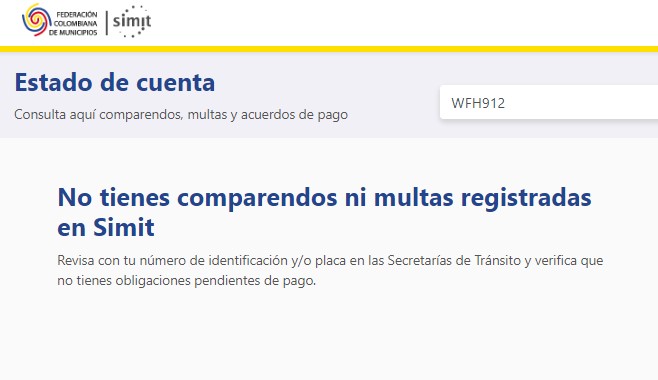 FEDERACIÓN
COLOMBIANA
DE MUNICIPIOS
simit
Estado de cuenta
Consulta aquí comparendos, multas y acuerdos de pago
WFH912
No tienes comparendos ni multas registradas
en Simit
Revisa con tu número de identificación y/o placa en las Secretarías de Tránsito y verifica que
no tienes obligaciones pendientes de pago.